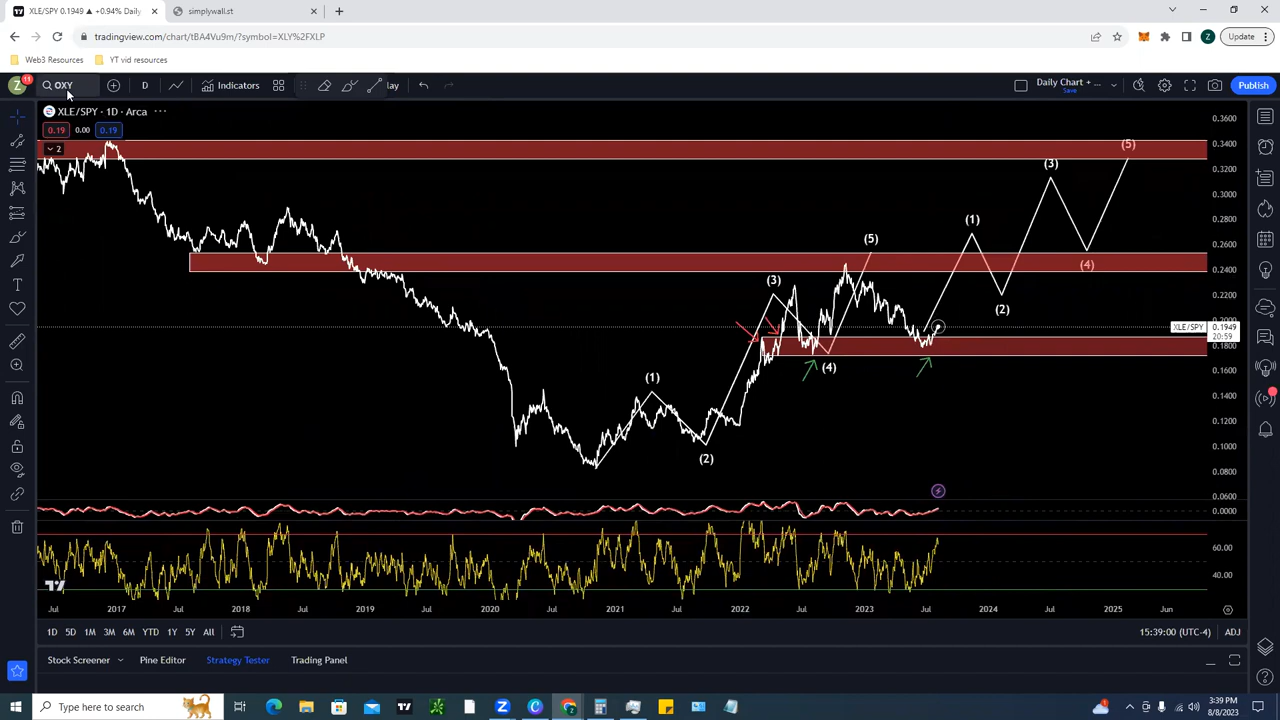 XLE/SPY 0.1949 ▲ +0.94% Daily
simplywall.st
tradingview.com/chart/tBA4Vu9m/?symbol=XLY%2FXLP
Update
Web3 Resources
YT vid resources
Z
11
OXY
D
Indicators
lay
Daily Chart + ...
Save
Publish
XLE/SPY · 1D · Arca
0.19 0.00 0.19
2
0.3600
0.3400
0.3200
0.3000
0.2800
0.2600
0.2400
0.2200
0.2000
XLE/SPY 0.1949
20:59
0.1800
0.1600
0.1400
0.1200
0.1000
0.0800
0.0600
0.0000
60.00
40.00
(1)
(2)
(3)
(4)
(5)
(1)
(2)
(3)
(4)
(5)
Jul 2017 Jul 2018 Jul 2019 Jul 2020 Jul 2021 Jul 2022 Jul 2023 Jul 2024 Jul 2025 Jun
1D 5D 1M 3M 6M YTD 1Y 5Y All
15:39:00 (UTC-4) ADJ
Stock Screener Pine Editor Strategy Tester Trading Panel
Type here to search
3:39 PM
8/8/2023